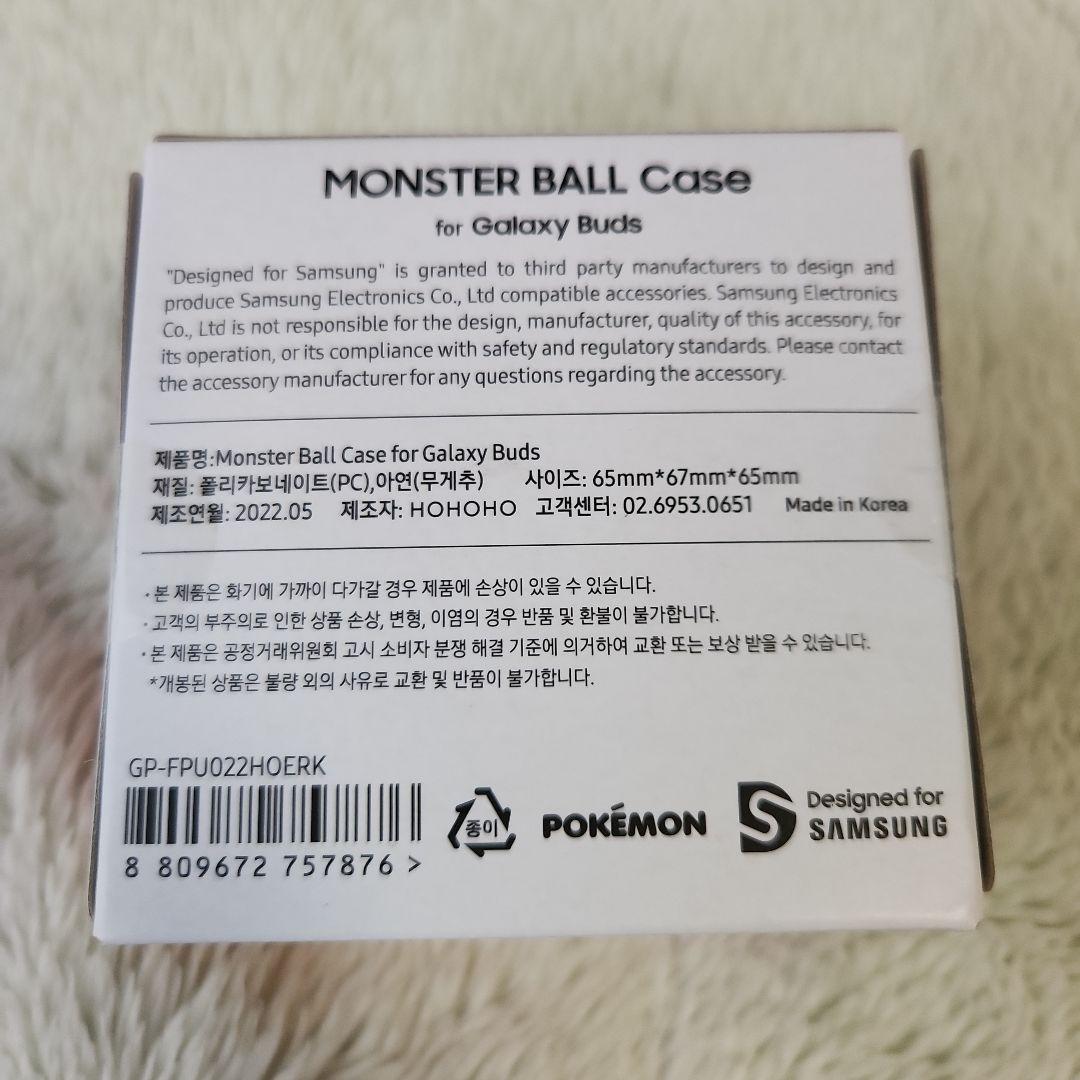 MONSTER BALL Case
for Galaxy Buds
"Designed for Samsung" is granted to third party manufacturers to design and
produce Samsung Electronics Co., Ltd compatible accessories. Samsung Electronics
Co., Ltd is not responsible for the design, manufacturer, quality of this accessory, for
its operation, or its compliance with safety and regulatory standards. Please contact
the accessory manufacturer for any questions regarding the accessory.
제품명:Monster Ball Case for Galaxy Buds
재질: 폴리카보네이트(PC),아연(무게추) 사이즈: 65mm*67mm*65mm
제조연월: 2022.05 제조자: HOHOHO 고객센터: 02.6953.0651 Made in Korea
· 본 제품은 화기에 가까이 다가갈 경우 제품에 손상이 있을 수 있습니다.
· 고객의 부주의로 인한 상품 손상, 변형, 이염의 경우 반품 및 환불이 불가합니다.
· 본 제품은 공정거래위원회 고시 소비자 분쟁 해결 기준에 의거하여 교환 또는 보상 받을 수 있습니다.
*개봉된 상품은 불량 외의 사유로 교환 및 반품이 불가합니다.
GP-FPU022HOERK
8 809672 757876 >
종이
POKÉMON
Designed for
SAMSUNG